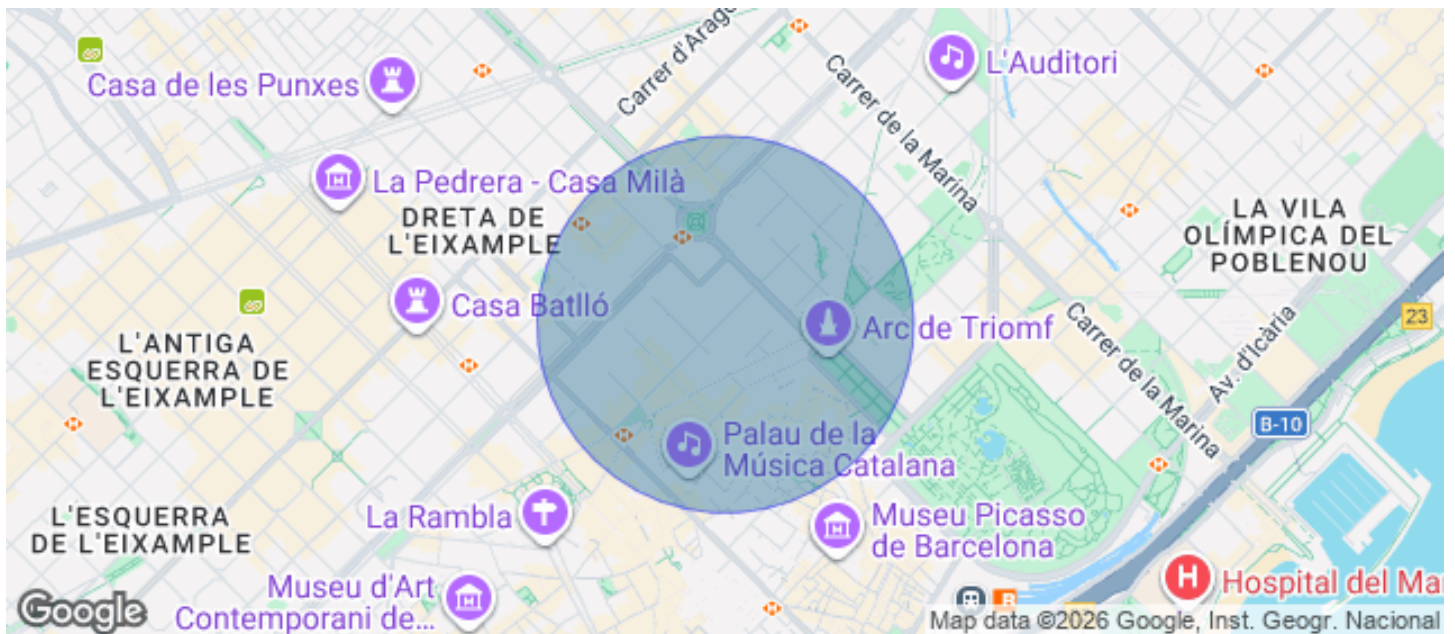 Casa de les Punxes
Carrer d'Arago
L'Auditori
Carrer de la Marina
La Pedrera - Casa Milà
DRETA DE
L'EIXAMPLE
LA VILA
OLÍMPICA DEL
POBLENOU
Casa Batlló
Arc de Triomf
23
L'ANTIGA
ESQUERRA DE
L'EIXAMPLE
Av. d'Icària
Carrer de la Marina
B-10
Palau de la
Música Catalana
L'ESQUERRA
DE L'EIXAMPLE
La Rambla
Museu Picasso
de Barcelona
Museu d'Art
Contemporani de...
H
Hospital del Ma
Google
Map data ©2026 Google, Inst. Geogr. Nacional